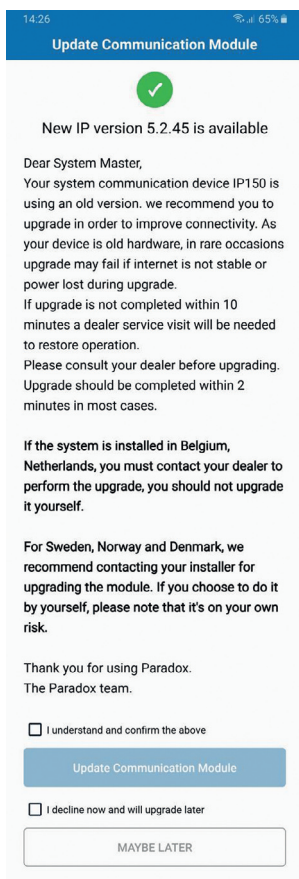 14:26
65%
Update Communication Module
New IP version 5.2.45 is available
Dear System Master,
Your system communication device IP150 is
using an old version. we recommend you to
upgrade in order to improve connectivity. As
your device is old hardware, in rare occasions
upgrade may fail if internet is not stable or
power lost during upgrade.
If upgrade is not completed within 10
minutes a dealer service visit will be needed
to restore operation.
Please consult your dealer before upgrading.
Upgrade should be completed within 2
minutes in most cases.
If the system is installed in Belgium,
Netherlands, you must contact your dealer to
perform the upgrade, you should not upgrade
it yourself.
For Sweden, Norway and Denmark, we
recommend contacting your installer for
upgrading the module. If you choose to do it
by yourself, please note that it's on your own
risk.
Thank you for using Paradox.
The Paradox team.
I understand and confirm the above
Update Communication Module
I decline now and will upgrade later
MAYBE LATER